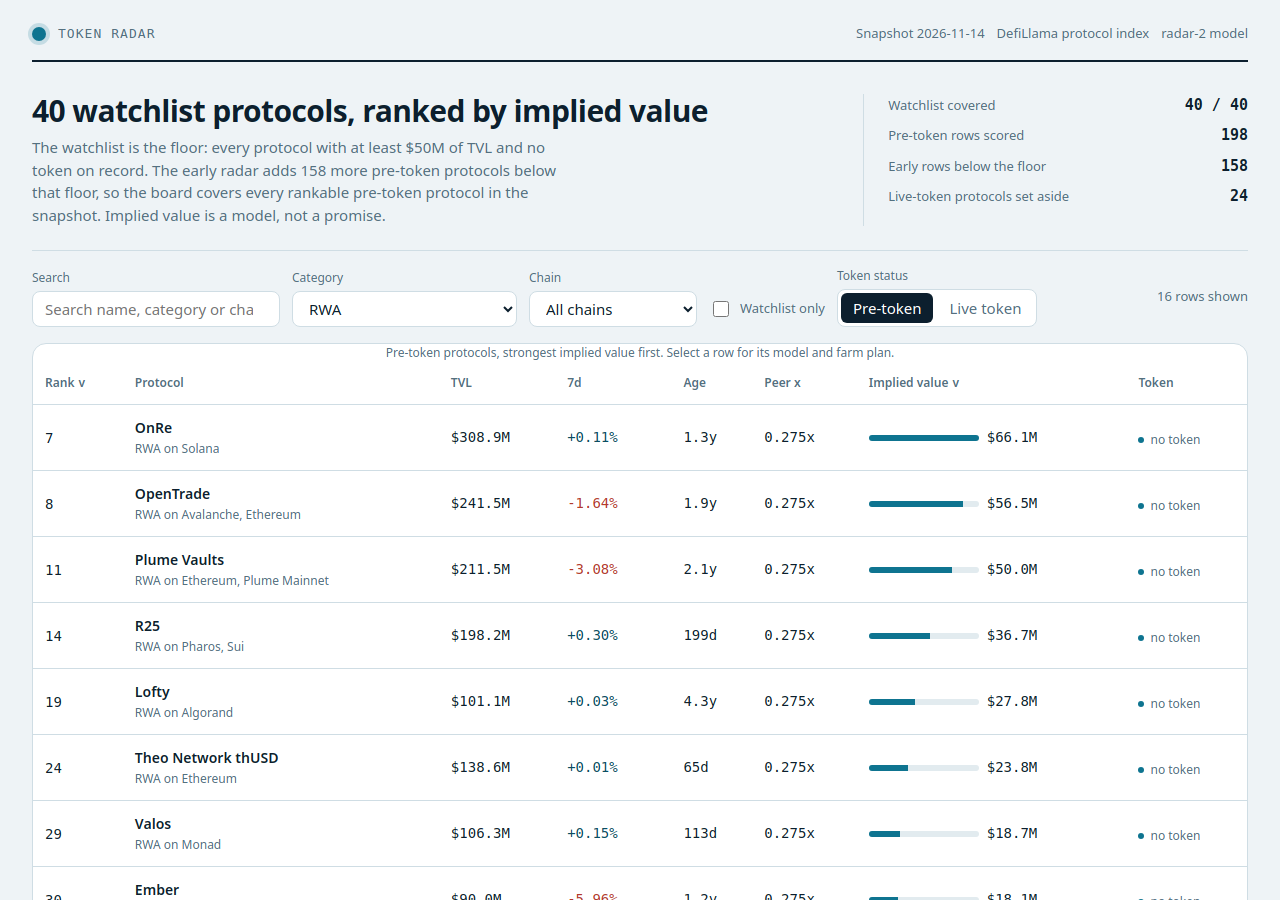 TOKEN RADAR
Snapshot 2026-11-14 DefiLlama protocol index radar-2 model
40 watchlist protocols, ranked by implied value
The watchlist is the floor: every protocol with at least $50M of TVL and no
token on record. The early radar adds 158 more pre-token protocols below
that floor, so the board covers every rankable pre-token protocol in the
snapshot. Implied value is a model, not a promise.
Watchlist covered 40 / 40
Pre-token rows scored 198
Early rows below the floor 158
Live-token protocols set aside 24
Search
Category
Chain
Token status
Search name, category or cha
RWA
All chains
Watchlist only
Pre-token
Live token
16 rows shown
Pre-token protocols, strongest implied value first. Select a row for its model and farm plan.
Rank v Protocol TVL 7d Age Peer x Implied value v Token
7 OnRe $308.9M +0.11% 1.3y 0.275x $66.1M no token
RWA on Solana
8 OpenTrade $241.5M -1.64% 1.9y 0.275x $56.5M no token
RWA on Avalanche, Ethereum
11 Plume Vaults $211.5M -3.08% 2.1y 0.275x $50.0M no token
RWA on Ethereum, Plume Mainnet
14 R25 $198.2M +0.30% 199d 0.275x $36.7M no token
RWA on Pharos, Sui
19 Lofty $101.1M +0.03% 4.3y 0.275x $27.8M no token
RWA on Algorand
24 Theo Network thUSD $138.6M +0.01% 65d 0.275x $23.8M no token
RWA on Ethereum
29 Valos $106.3M +0.15% 113d 0.275x $18.7M no token
RWA on Monad
30 Ember $90.0M -5.96% 1.2y 0.275x $18.1M